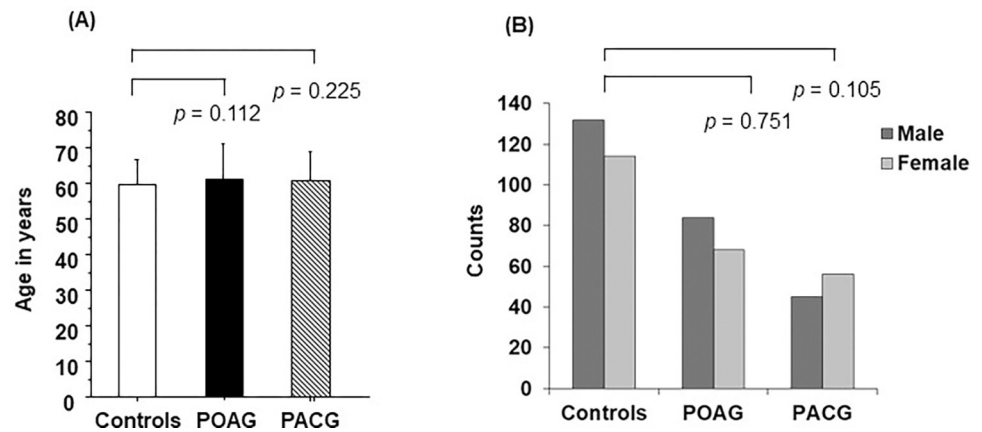 (A)
p = 0.225
p = 0.112
80
70
60
50
40
30
20
10
0
Age in years
Controls POAG PACG
(B)
p = 0.105
p = 0.751
140
120
100
80
60
40
20
0
Counts
Controls POAG PACG
Male
Female